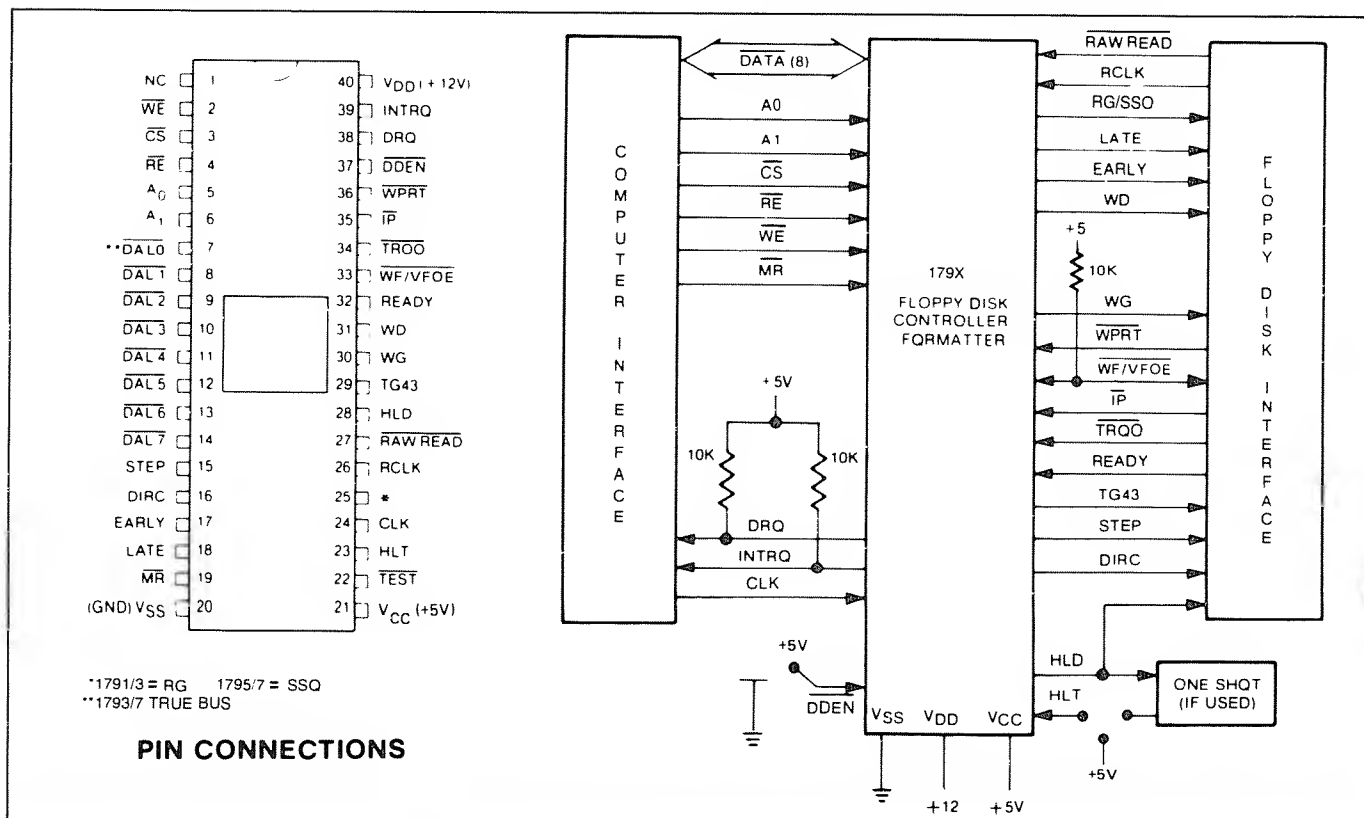 NC 1 40 VDD (+12V)
WE 2 39 INTRQ
CS 3 38 DRQ
RE 4 37 DDEN
A0 5 36 WPRT
A1 6 35 IP
**DAL0 7 34 TROO
DAL1 8 33 WF/VFOE
DAL2 9 32 READY
DAL3 10 31 WD
DAL4 11 30 WG
DAL5 12 29 TG43
DAL6 13 28 HLD
DAL7 14 27 RAW READ
STEP 15 26 RCLK
DIRC 16 25 *
EARLY 17 24 CLK
LATE 18 23 HLT
MR 19 22 TEST
(GND) VSS 20 21 VCC (+5V)
*1791/3 = RG 1795/7 = SSQ
**1793/7 TRUE BUS
PIN CONNECTIONS
COMPUTER INTERFACE
DATA (8)
A0
A1
CS
RE
WE
MR
+5V
10K
10K
DRQ
INTRQ
CLK
+5V
DDEN
179X
FLOPPY DISK
CONTROLLER
FQRMATTER
VSS VDD VCC
+12 +5V
RAW READ
RCLK
RG/SSO
LATE
EARLY
WD
+5
10K
WG
WPRT
WF/VFOE
IP
TRQO
READY
TG43
STEP
DIRC
HLD
HLT
+5V
ONE SHQT
(IF USED)
FLOPPY DISK INTERFACE